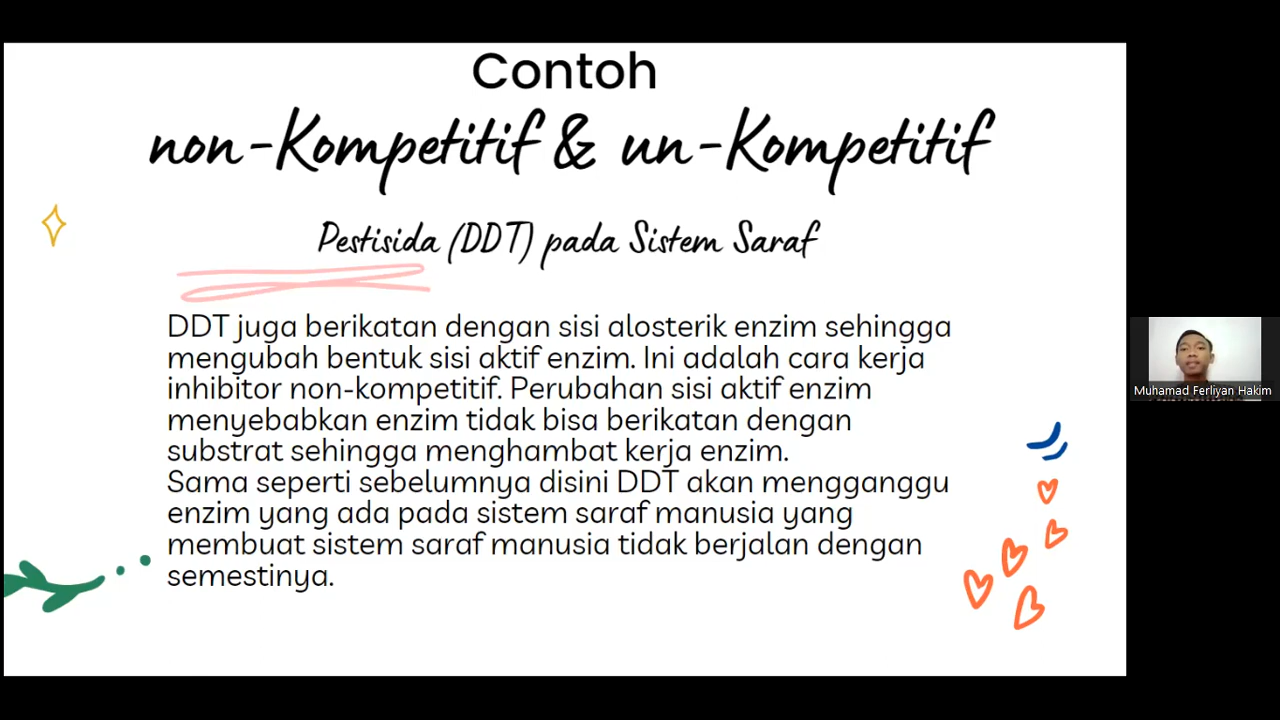 Contoh
non-Kompetitif & un-Kompetitif
Pestisida (DDT) pada Sistem Saraf
DDT juga berikatan dengan sisi alosterik enzim sehingga
mengubah bentuk sisi aktif enzim. Ini adalah cara kerja
inhibitor non-kompetitif. Perubahan sisi aktif enzim
menyebabkan enzim tidak bisa berikatan dengan
substrat sehingga menghambat kerja enzim.
Sama seperti sebelumnya disini DDT akan mengganggu
enzim yang ada pada sistem saraf manusia yang
membuat sistem saraf manusia tidak berjalan dengan
semestinya.
Muhamad Ferliyan Hakim